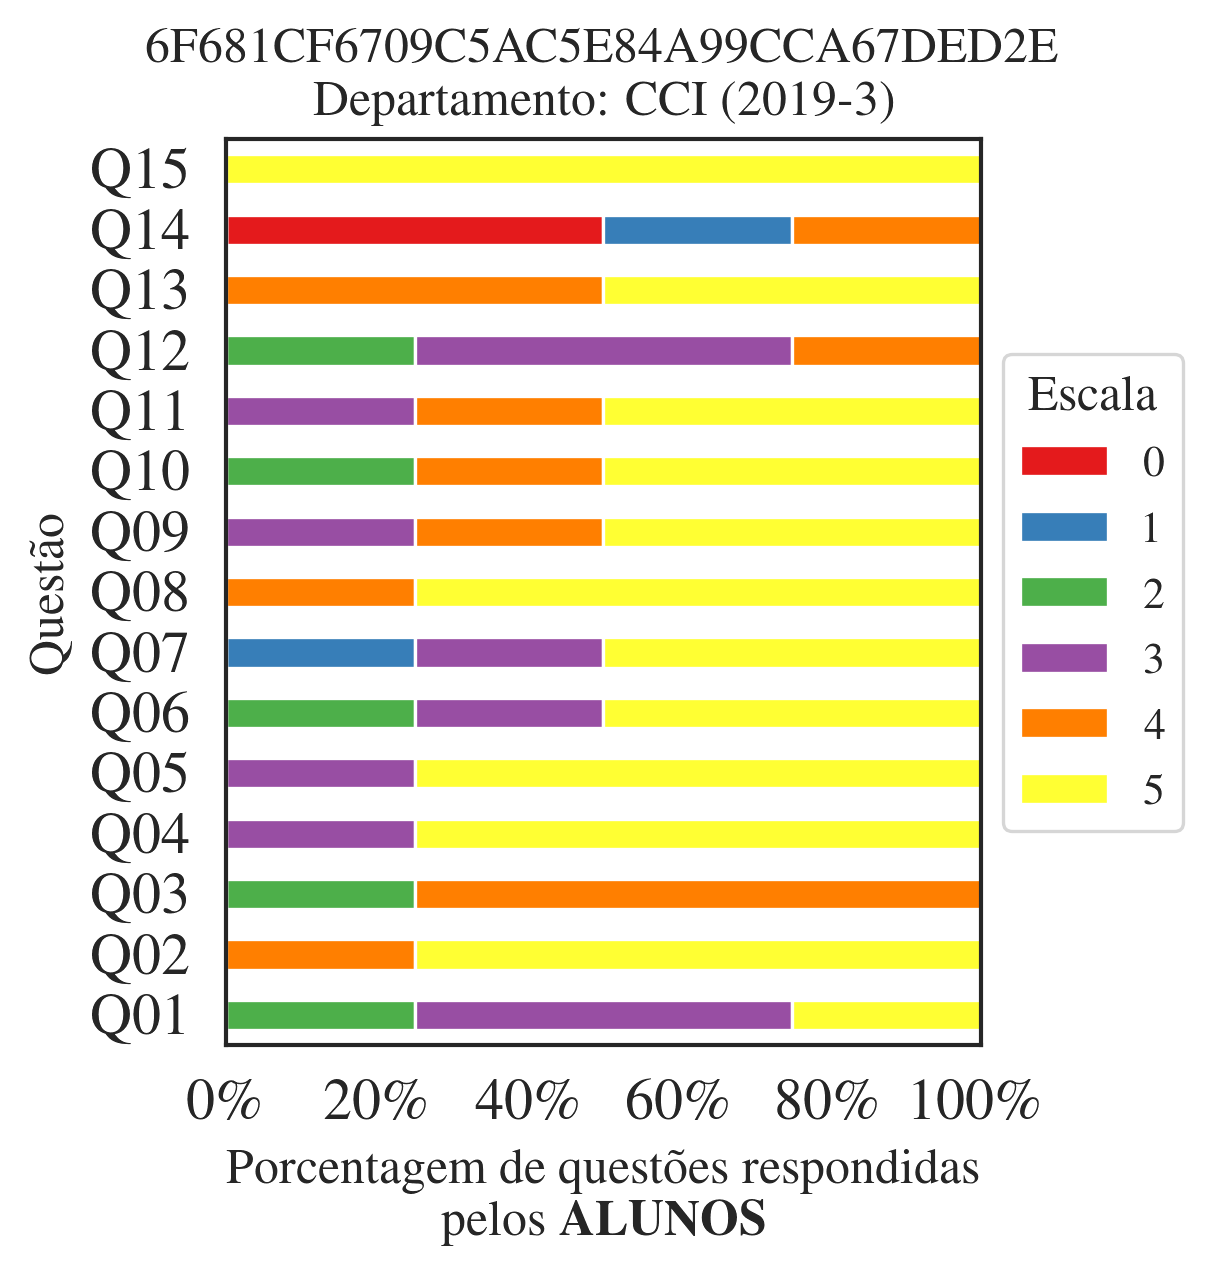 6F681CF6709C5AC5E84A99CCA67DED2E
Departamento: CCI (2019-3)
Questão
Q15
Q14
Q13
Q12
Q11
Q10
Q09
Q08
Q07
Q06
Q05
Q04
Q03
Q02
Q01
0% 20% 40% 60% 80% 100%
Porcentagem de questões respondidas
pelos ALUNOS
Escala
0
1
2
3
4
5